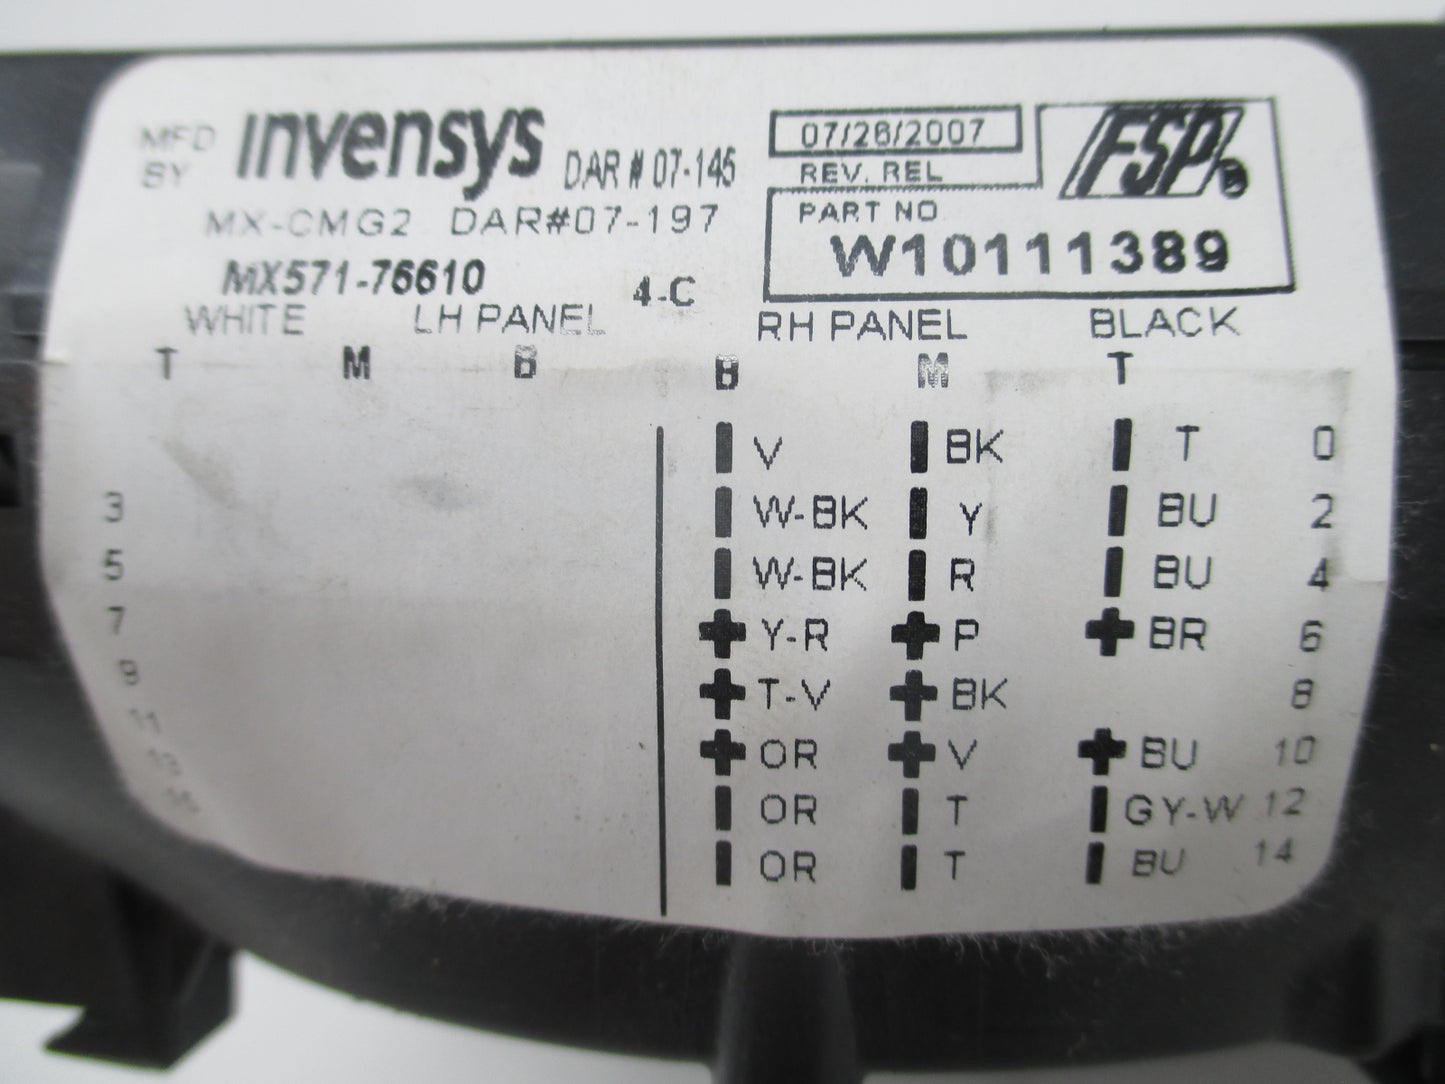 MFD BY invensys DAR # 07-145
MX-CMG2 DAR#07-197
MX571-76610 4-C
07/26/2007
REV. REL
FSP®
PART NO
W10111389
WHITE LH PANEL RH PANEL BLACK
T M B B M T
V BK T 0
3 W-BK Y BU 2
5 W-BK R BU 4
7 Y-R P BR 6
9 T-V BK 8
11 OR V BU 10
13 OR T GY-W 12
OR T BU 14